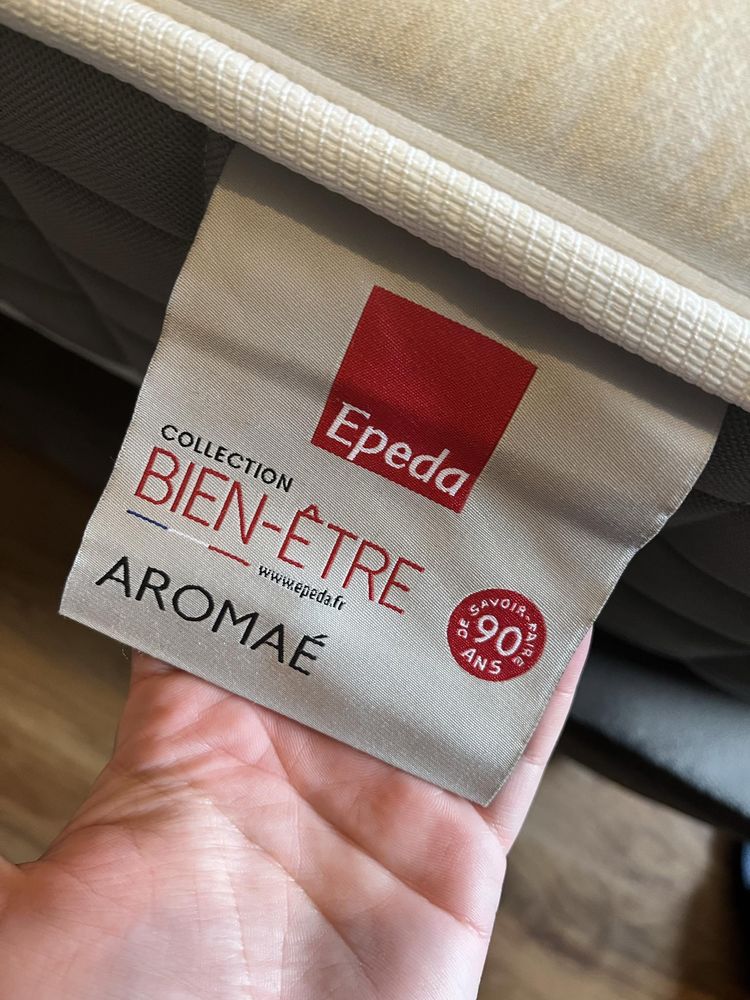 Epeda
COLLECTION
BIEN-ÊTRE
www.epeda.fr
AROMAÉ
90
ANS
DE SAVOIR-FAIRE